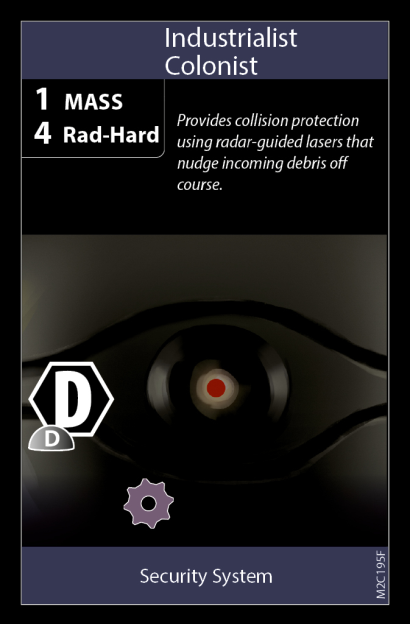 Industrialist
Colonist
1 MASS
4 Rad-Hard
Provides collision protection
using radar-guided lasers that
nudge incoming debris off
course.
D
D
Security System
M2C195F